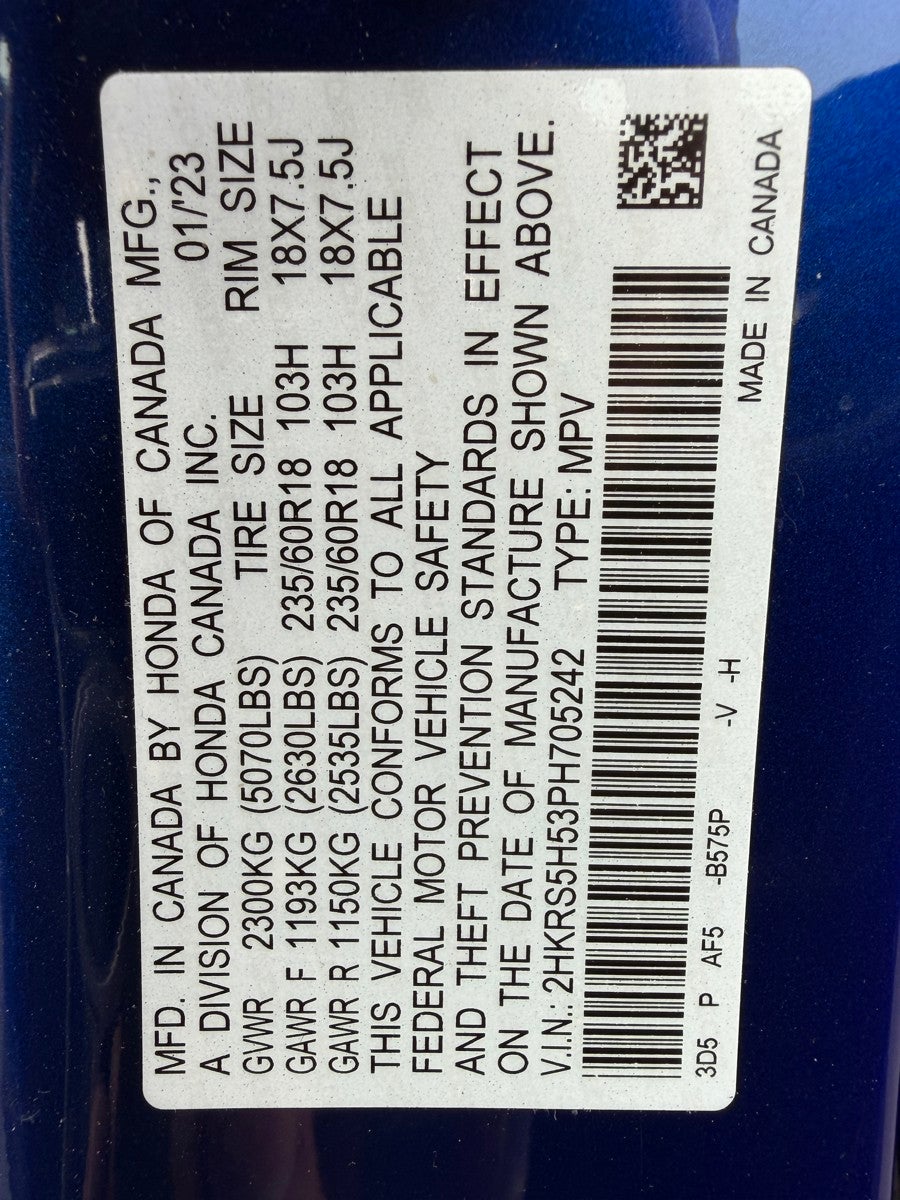 MFD. IN CANADA BY HONDA OF CANADA MFG.,
A DIVISION OF HONDA CANADA INC. 01/'23
GVWR 2300KG (5070LBS) TIRE SIZE RIM SIZE
GAWR F 1193KG (2630LBS) 235/60R18 103H 18X7.5J
GAWR R 1150KG (2535LBS) 235/60R18 103H 18X7.5J
THIS VEHICLE CONFORMS TO ALL APPLICABLE
FEDERAL MOTOR VEHICLE SAFETY
AND THEFT PREVENTION STANDARDS IN EFFECT
ON THE DATE OF MANUFACTURE SHOWN ABOVE.
V.I.N.: 2HKRS5H53PH705242 TYPE: MPV
3D5 P AF5 -B575P -V -H
MADE IN CANADA